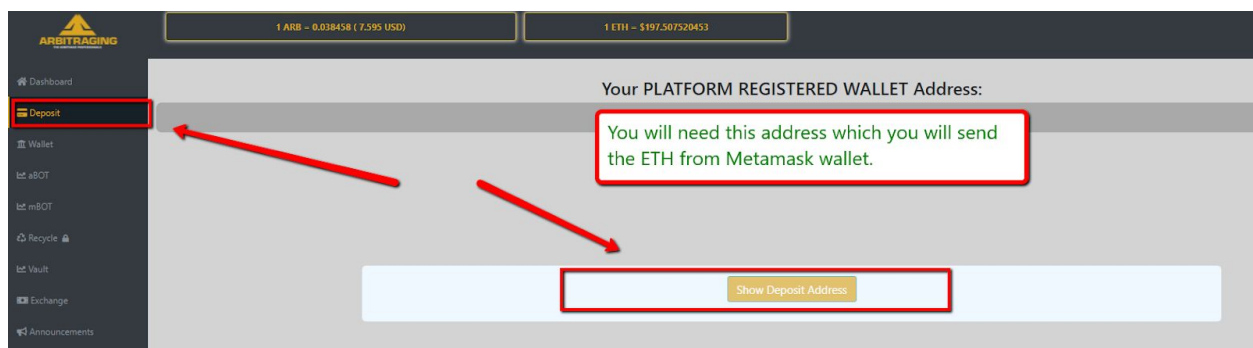 ARBITRAGING
1 ARB = 0.038458 ( 7.595 USD)
1 ETH = $197.507520453
Dashboard
Deposit
Wallet
aBOT
mBOT
Recycle
Vault
Exchange
Announcements
Your PLATFORM REGISTERED WALLET Address:
You will need this address which you will send
the ETH from Metamask wallet.
Show Deposit Address